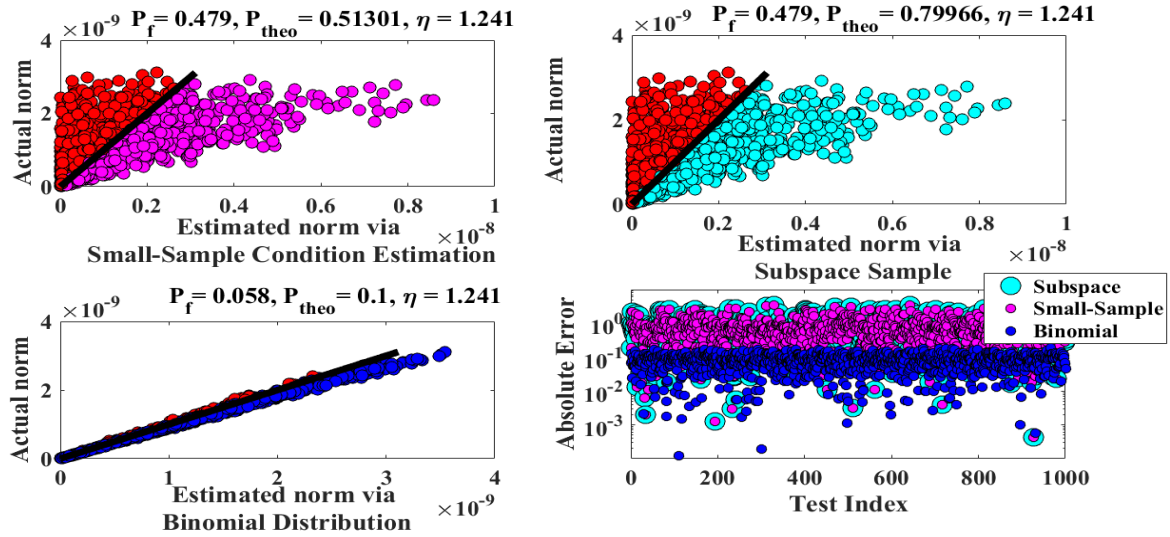 ×10⁻⁹ P_f = 0.479, P_theo = 0.51301, η = 1.241
4
2
0
Actual norm
0 0.2 0.4 0.6 0.8 1
Estimated norm via ×10⁻⁸
Small-Sample Condition Estimation
×10⁻⁹ P_f = 0.479, P_theo = 0.79966, η = 1.241
4
2
0
Actual norm
0 0.2 0.4 0.6 0.8 1
Estimated norm via ×10⁻⁸
Subspace Sample
×10⁻⁹ P_f = 0.058, P_theo = 0.1, η = 1.241
4
2
0
Actual norm
0 1 2 3 4
Estimated norm via ×10⁻⁹
Binomial Distribution
Subspace
Small-Sample
Binomial
10⁰
10⁻¹
10⁻²
10⁻³
Absolute Error
0 200 400 600 800 1000
Test Index